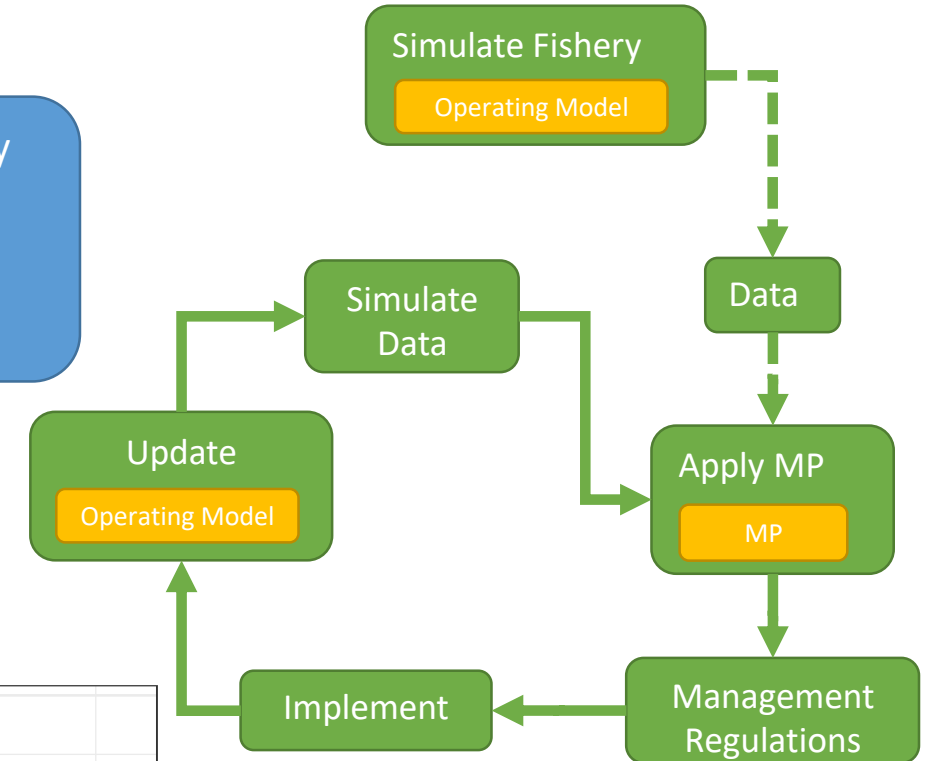 Simulate Fishery
Operating Model
Data
Simulate
Data
Update
Operating Model
Apply MP
MP
Implement
Management
Regulations